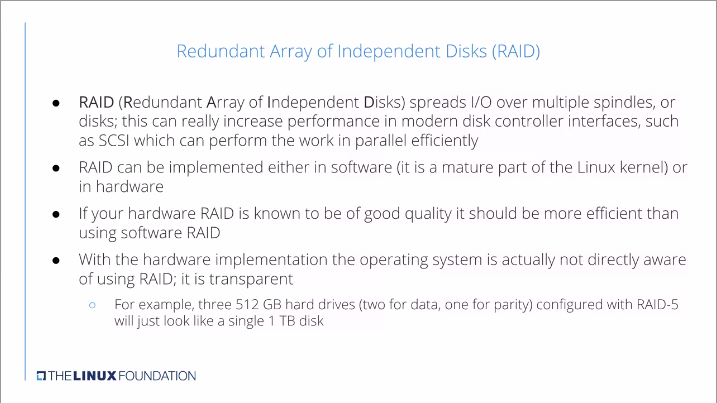 Redundant Array of Independent Disks (RAID)
● RAID (Redundant Array of Independent Disks) spreads I/O over multiple spindles, or
disks; this can really increase performance in modern disk controller interfaces, such
as SCSI which can perform the work in parallel efficiently
● RAID can be implemented either in software (it is a mature part of the Linux kernel) or
in hardware
● If your hardware RAID is known to be of good quality it should be more efficient than
using software RAID
● With the hardware implementation the operating system is actually not directly aware
of using RAID; it is transparent
○ For example, three 512 GB hard drives (two for data, one for parity) configured with RAID-5
will just look like a single 1 TB disk
THE LINUX FOUNDATION